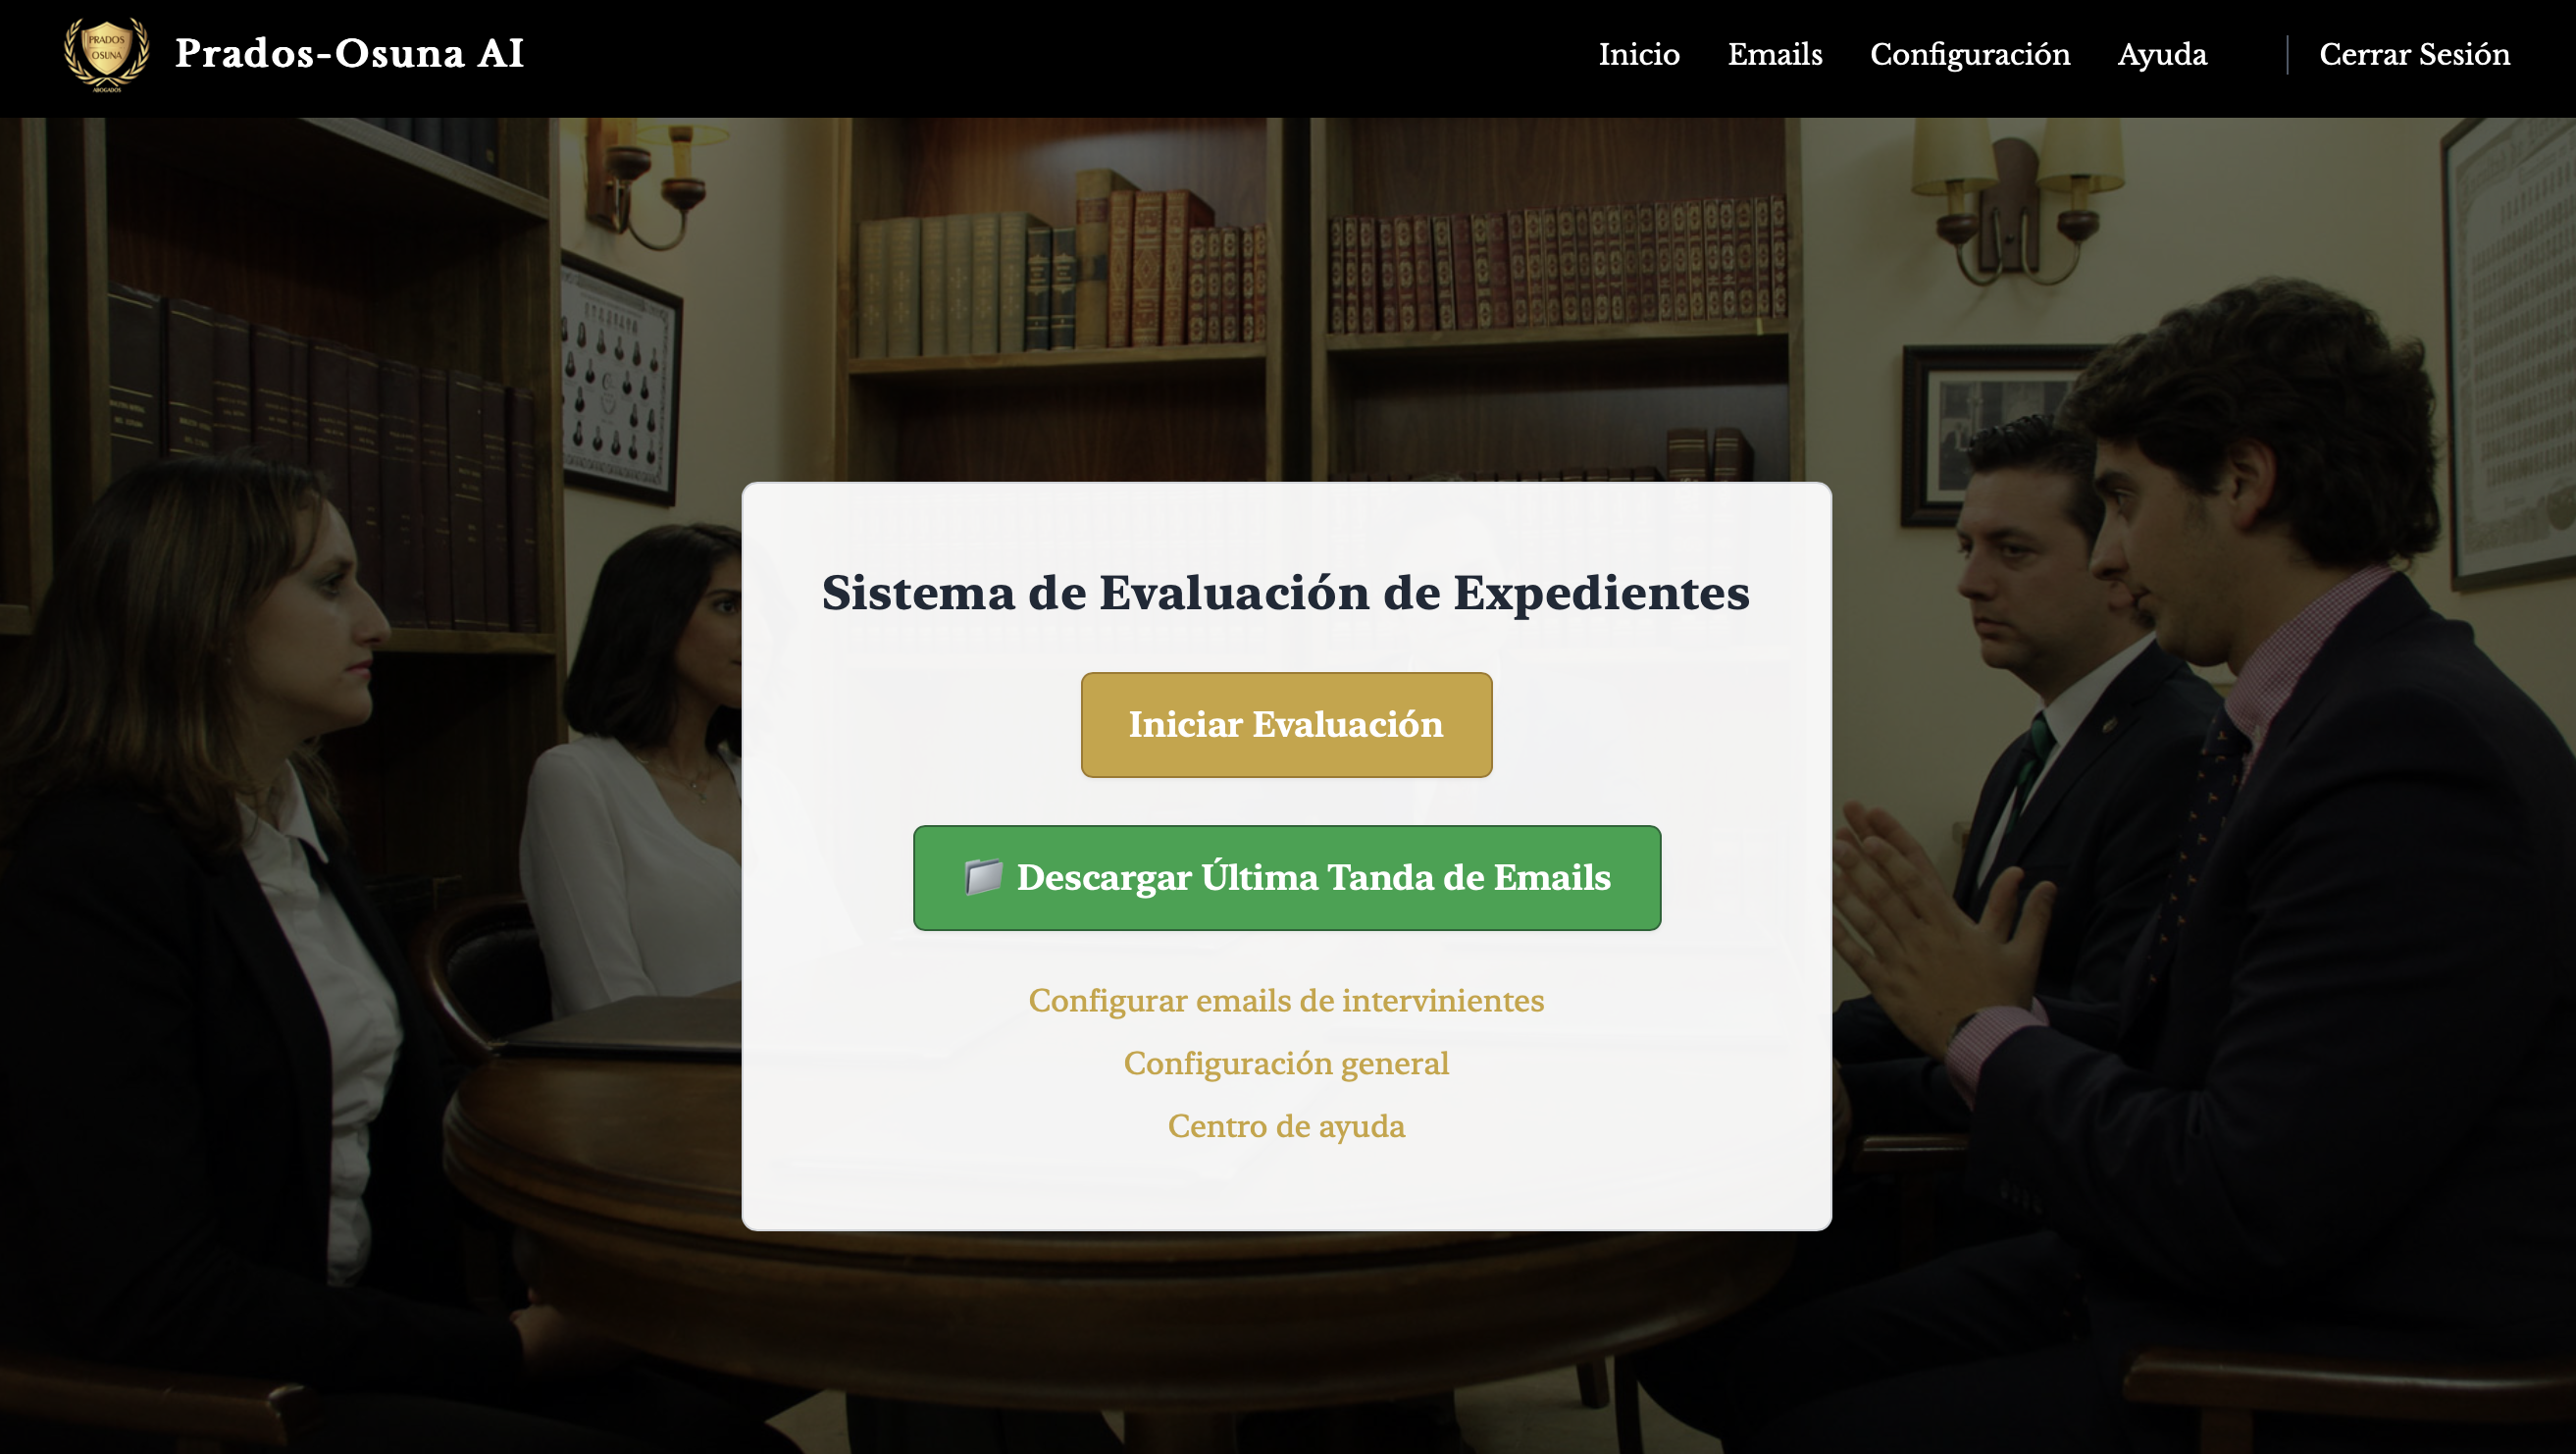 PRADOS
OSUNA
ABOGADOS
Prados-Osuna AI
Inicio
Emails
Configuración
Ayuda
Cerrar Sesión
Sistema de Evaluación de Expedientes
Iniciar Evaluación
Descargar Última Tanda de Emails
Configurar emails de intervinientes
Configuración general
Centro de ayuda